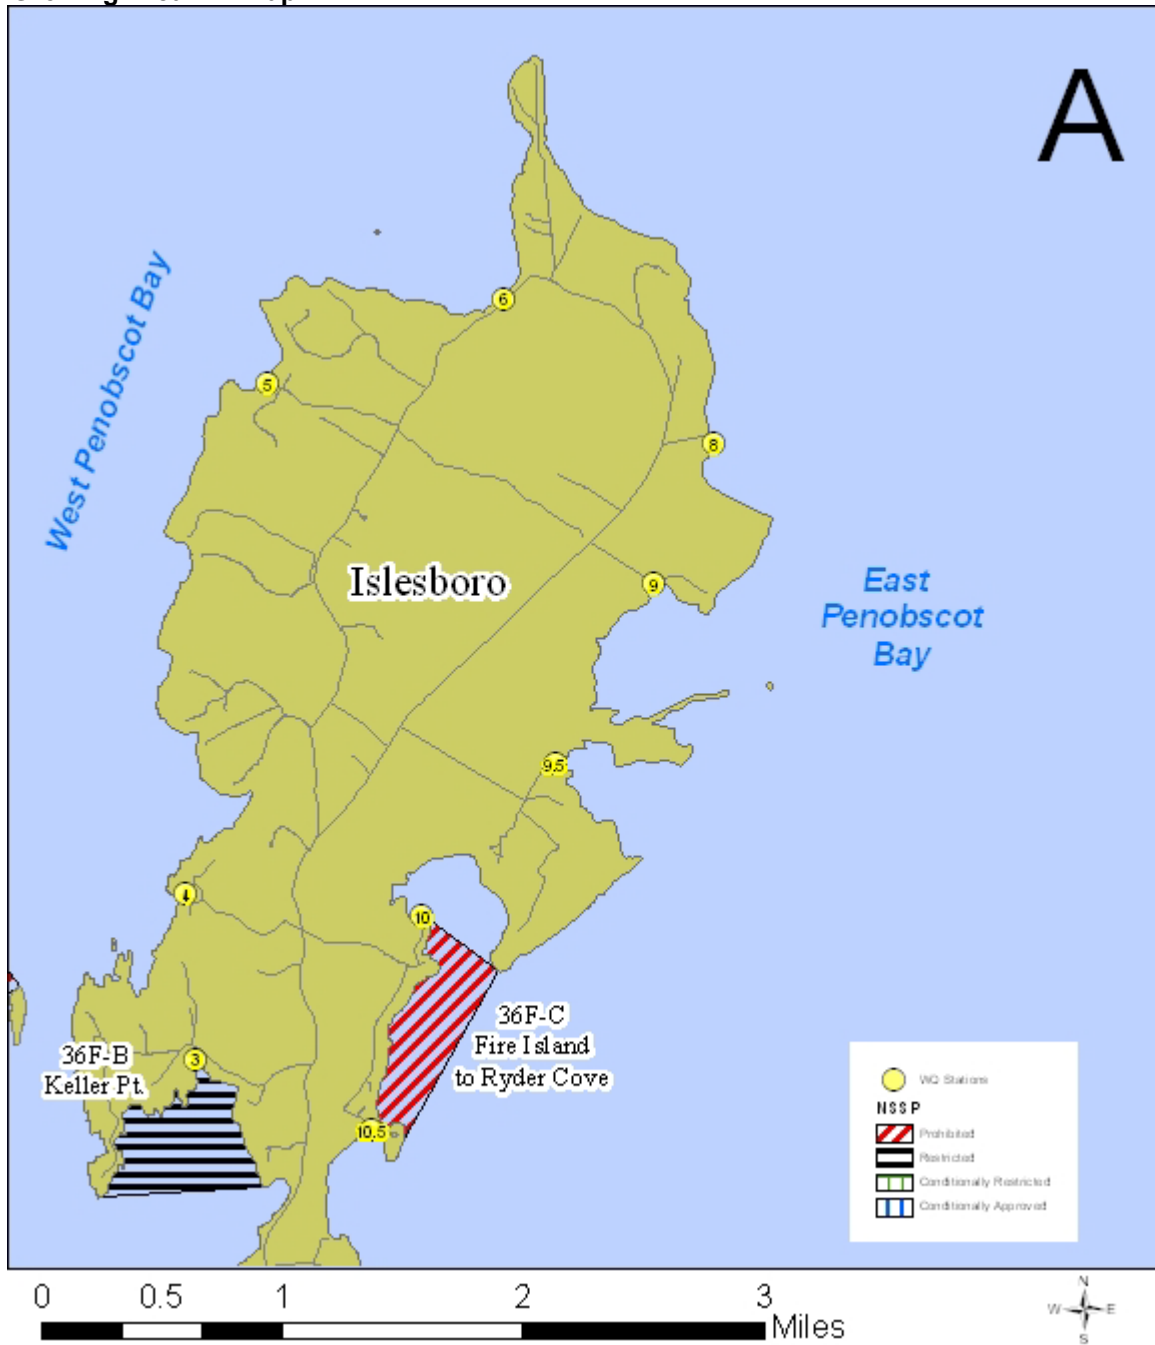 A
West Penobscot Bay
6
5
8
Islesboro
9
East
Penobscot
Bay
9.5
4
10
36F-C
Fire Island
to Ryder Cove
36F-B
Keller Pt.
3
10.5
WQ Stations
NSSP
Prohibited
Restricted
Conditionally Restricted
Conditionally Approved
0 0.5 1 2 3
Miles
N
W E
S